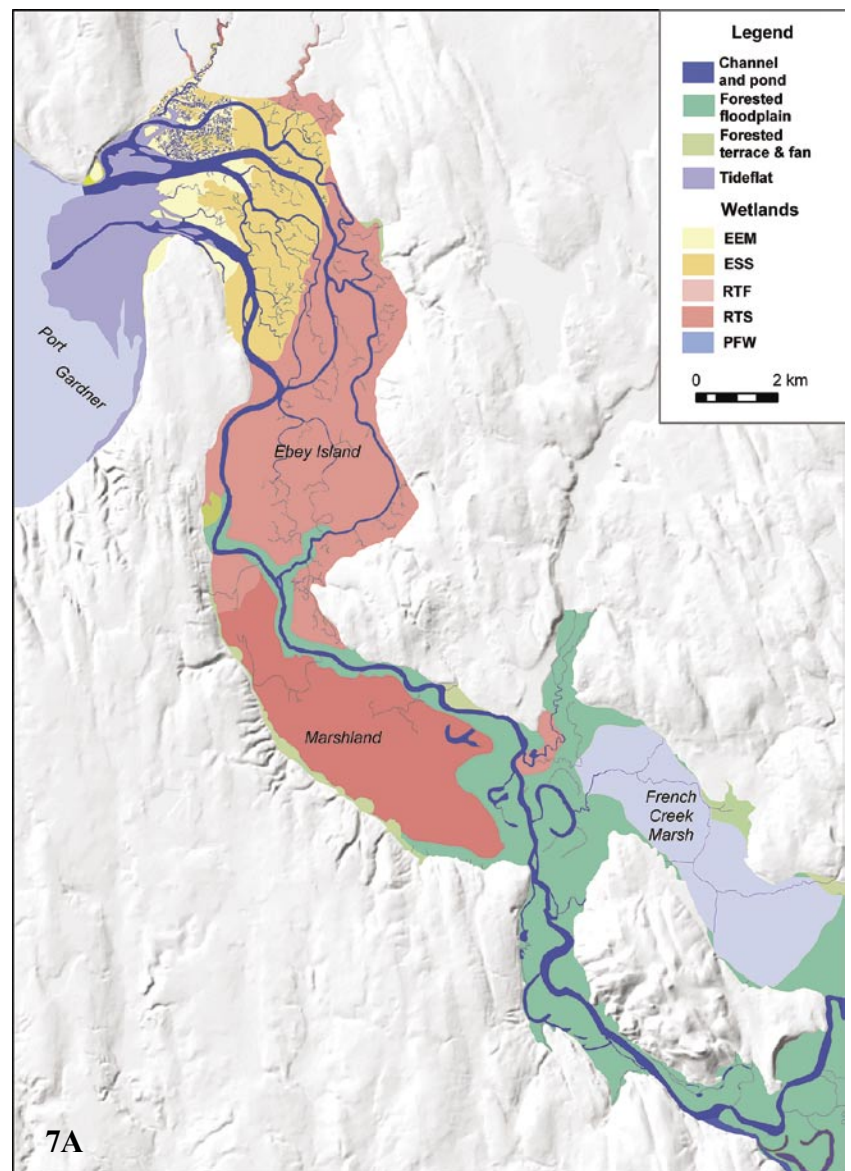 Legend
Channel
and pond
Forested
floodplain
Forested
terrace & fan
Tideflat
Wetlands
EEM
ESS
RTF
RTS
PFW
0 2 km
Port
Gardner
Ebey Island
Marshland
French
Creek
Marsh
7A